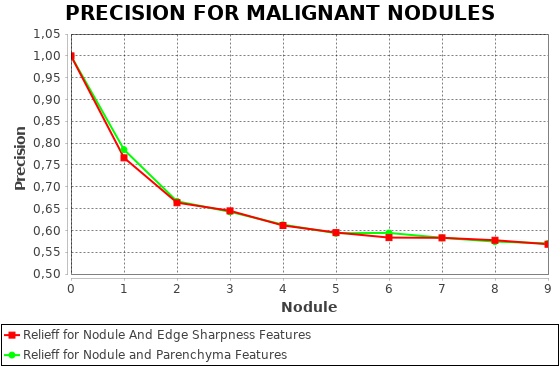 PRECISION FOR MALIGNANT NODULES
1,05
1,00
0,95
0,90
0,85
0,80
0,75
0,70
0,65
0,60
0,55
0,50
Precision
0 1 2 3 4 5 6 7 8 9
Nodule
Relieff for Nodule And Edge Sharpness Features
Relieff for Nodule and Parenchyma Features